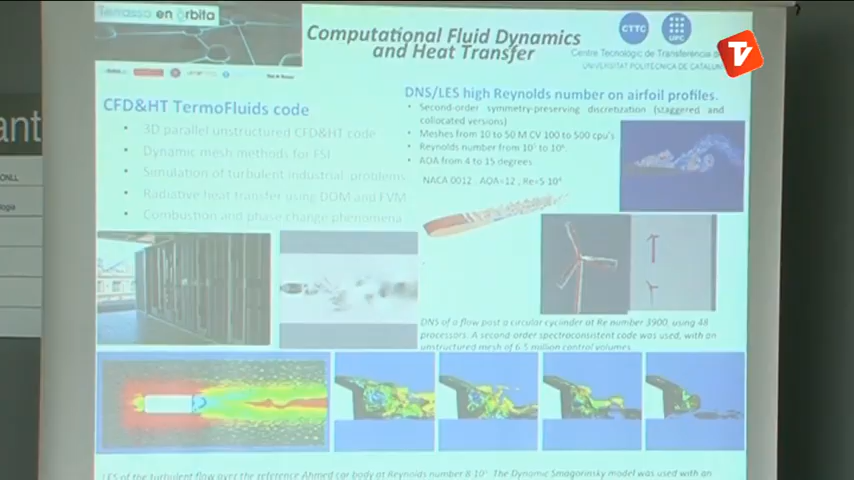 Terrassa en Òrbita
Computational Fluid Dynamics
and Heat Transfer
CTTC
UPC
Centre Tecnològic de Transferència
UNIVERSITAT POLITÈCNICA DE CATALUN
TV
ant
CFD&HT TermoFluids code
• 3D parallel unstructured CFD&HT code
• Dynamic mesh methods for FSI
• Simulation of turbulent industrial problems
• Radiative heat transfer using DOM and FVM
• Combustion and phase change phenomena
DNS/LES high Reynolds number on airfoil profiles.
• Second-order symmetry-preserving discretization (staggered and
collocated versions)
• Meshes from 10 to 50 M CV 100 to 500 cpu's
• Reynolds number from 10⁵ to 10⁶
• AOA from 4 to 15 degrees
NACA 0012 , AOA=12 , Re=5 10⁴
DNS of a flow past a circular cyclinder at Re number 3900, using 48
processors. A second order spectroconsistent code was used, with an
unstructured mesh of 6.5 million control volumes.
LES of the turbulent flow over the reference Ahmed car body at Reynolds number 8 10⁵. The Dynamic Smagorinsky model was used with an